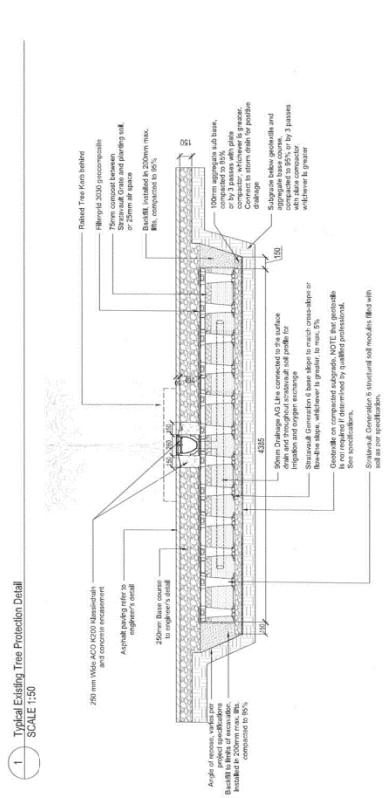 1
Typical Existing Tree Protection Detail
SCALE 1:50
250 mm Wide ACO K200 Klassikdrain
and concrete encasement
Asphalt paving refer to
engineer's detail
250mm Base course
to engineer's detail
Angle of repose, varies per
project specifications
Backfill to limits of excavation.
Installed in 200mm max. lifts.
compacted to 95%
Raised Tree Kerb behind
Filtergrid 3030 geocomposite
75mm compost between
Stratavault Grate and planting soil.
or 25mm air space
Backfill, installed in 200mm max.
lifts, compacted to 95%
150
100mm aggregate sub base,
compacted to 95%
or by 3 passes with plate
compactor, whichever is greater.
Connect to storm drain for positive
drainage
Subgrade below geotextile and
aggregate base course,
compacted to 95% or by 3 passes
with plate compactor,
whichever is greater
150
4385
150
90mm Drainage AG Line connected to the surface
drain and throughout stratavault soil profile for
irrigation and oxygen exchange
Stratavault Generation 6 base slope to match cross-slope or
flow-line slope, whichever is greater, to max. 5%
Geotextile on compacted subgrade. NOTE that geotextile
is not required if determined by qualified professional.
See specifications.
Stratavault Generation 6 structural soil modules filled with
soil as per specification.